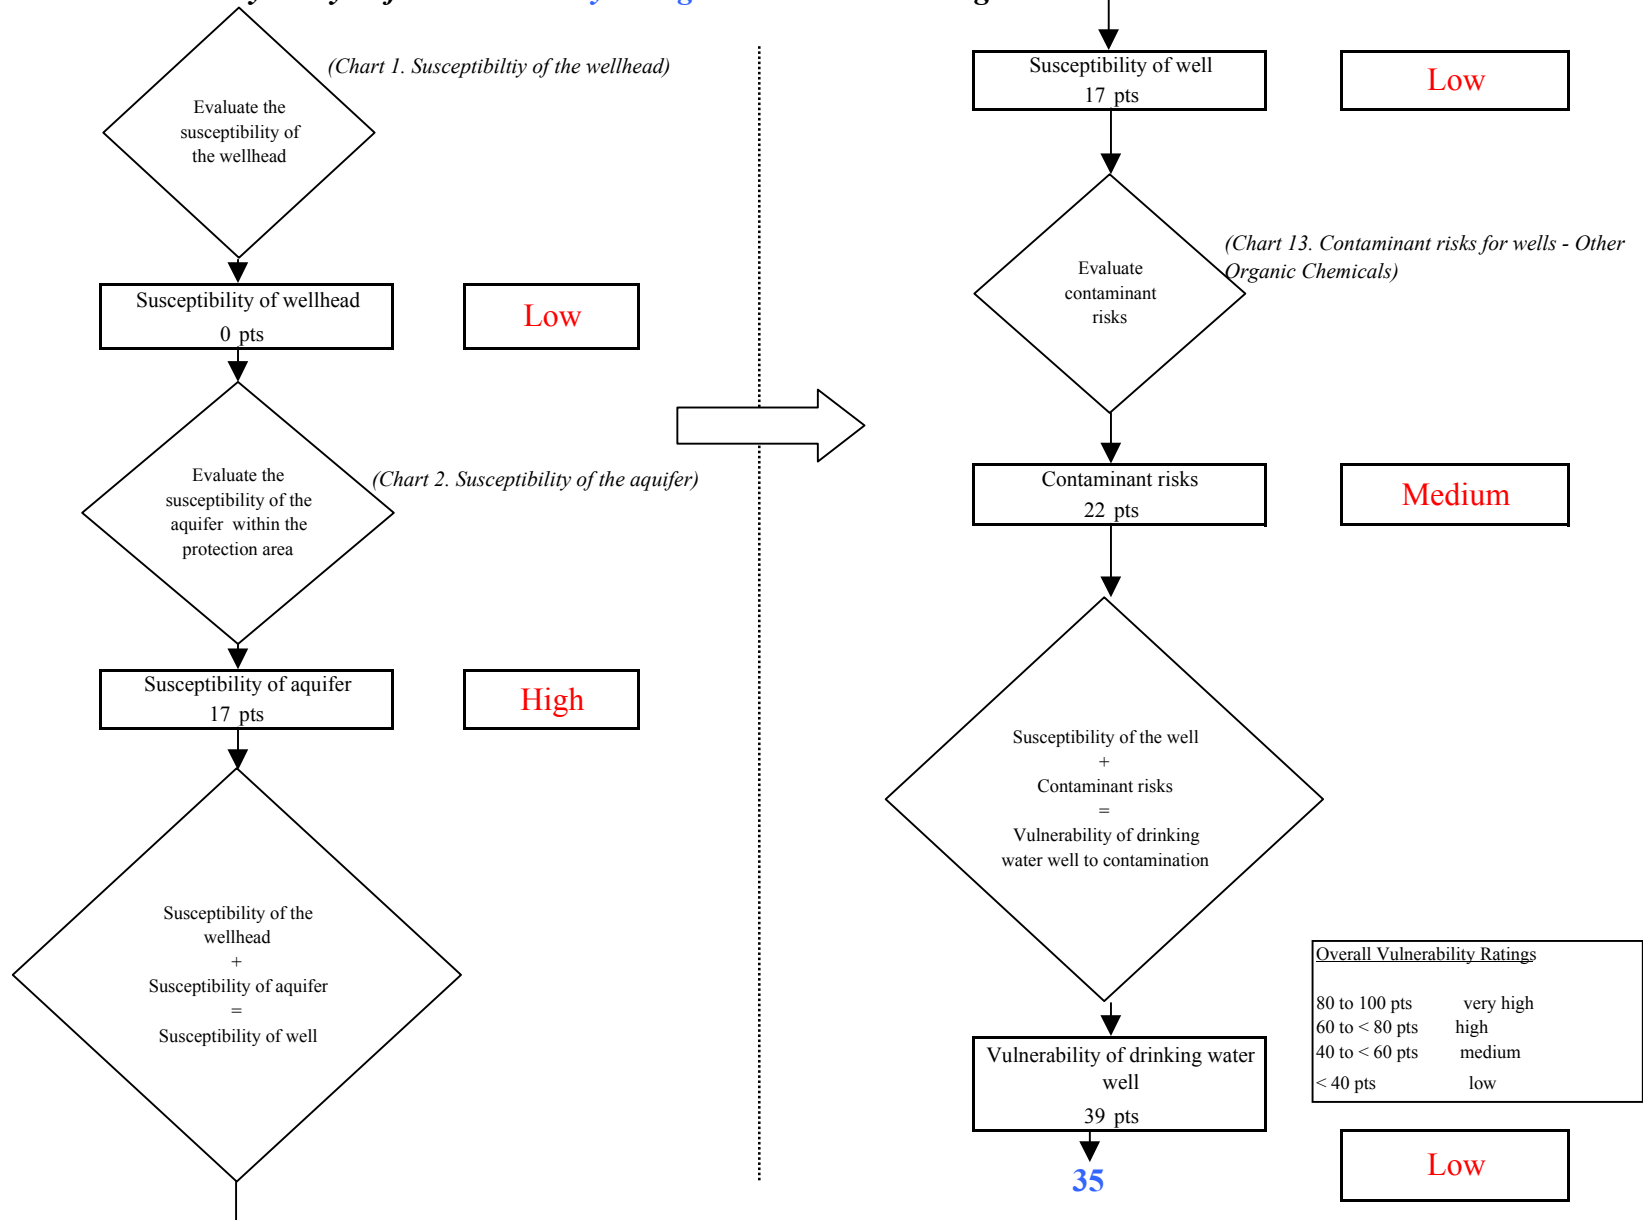 (Chart 1. Susceptibiltiy of the wellhead)
Evaluate the
susceptibility of
the wellhead
Susceptibility of wellhead
0 pts
Low
Evaluate the
susceptibility of the
aquifer within the
protection area
(Chart 2. Susceptibility of the aquifer)
Susceptibility of aquifer
17 pts
High
Susceptibility of the
wellhead
+
Susceptibility of aquifer
=
Susceptibility of well
Susceptibility of well
17 pts
Low
Evaluate
contaminant
risks
(Chart 13. Contaminant risks for wells - Other
Organic Chemicals)
Contaminant risks
22 pts
Medium
Susceptibility of the well
+
Contaminant risks
=
Vulnerability of drinking
water well to contamination
Overall Vulnerability Ratings
80 to 100 pts very high
60 to < 80 pts high
40 to < 60 pts medium
< 40 pts low
Vulnerability of drinking water
well
39 pts
35
Low